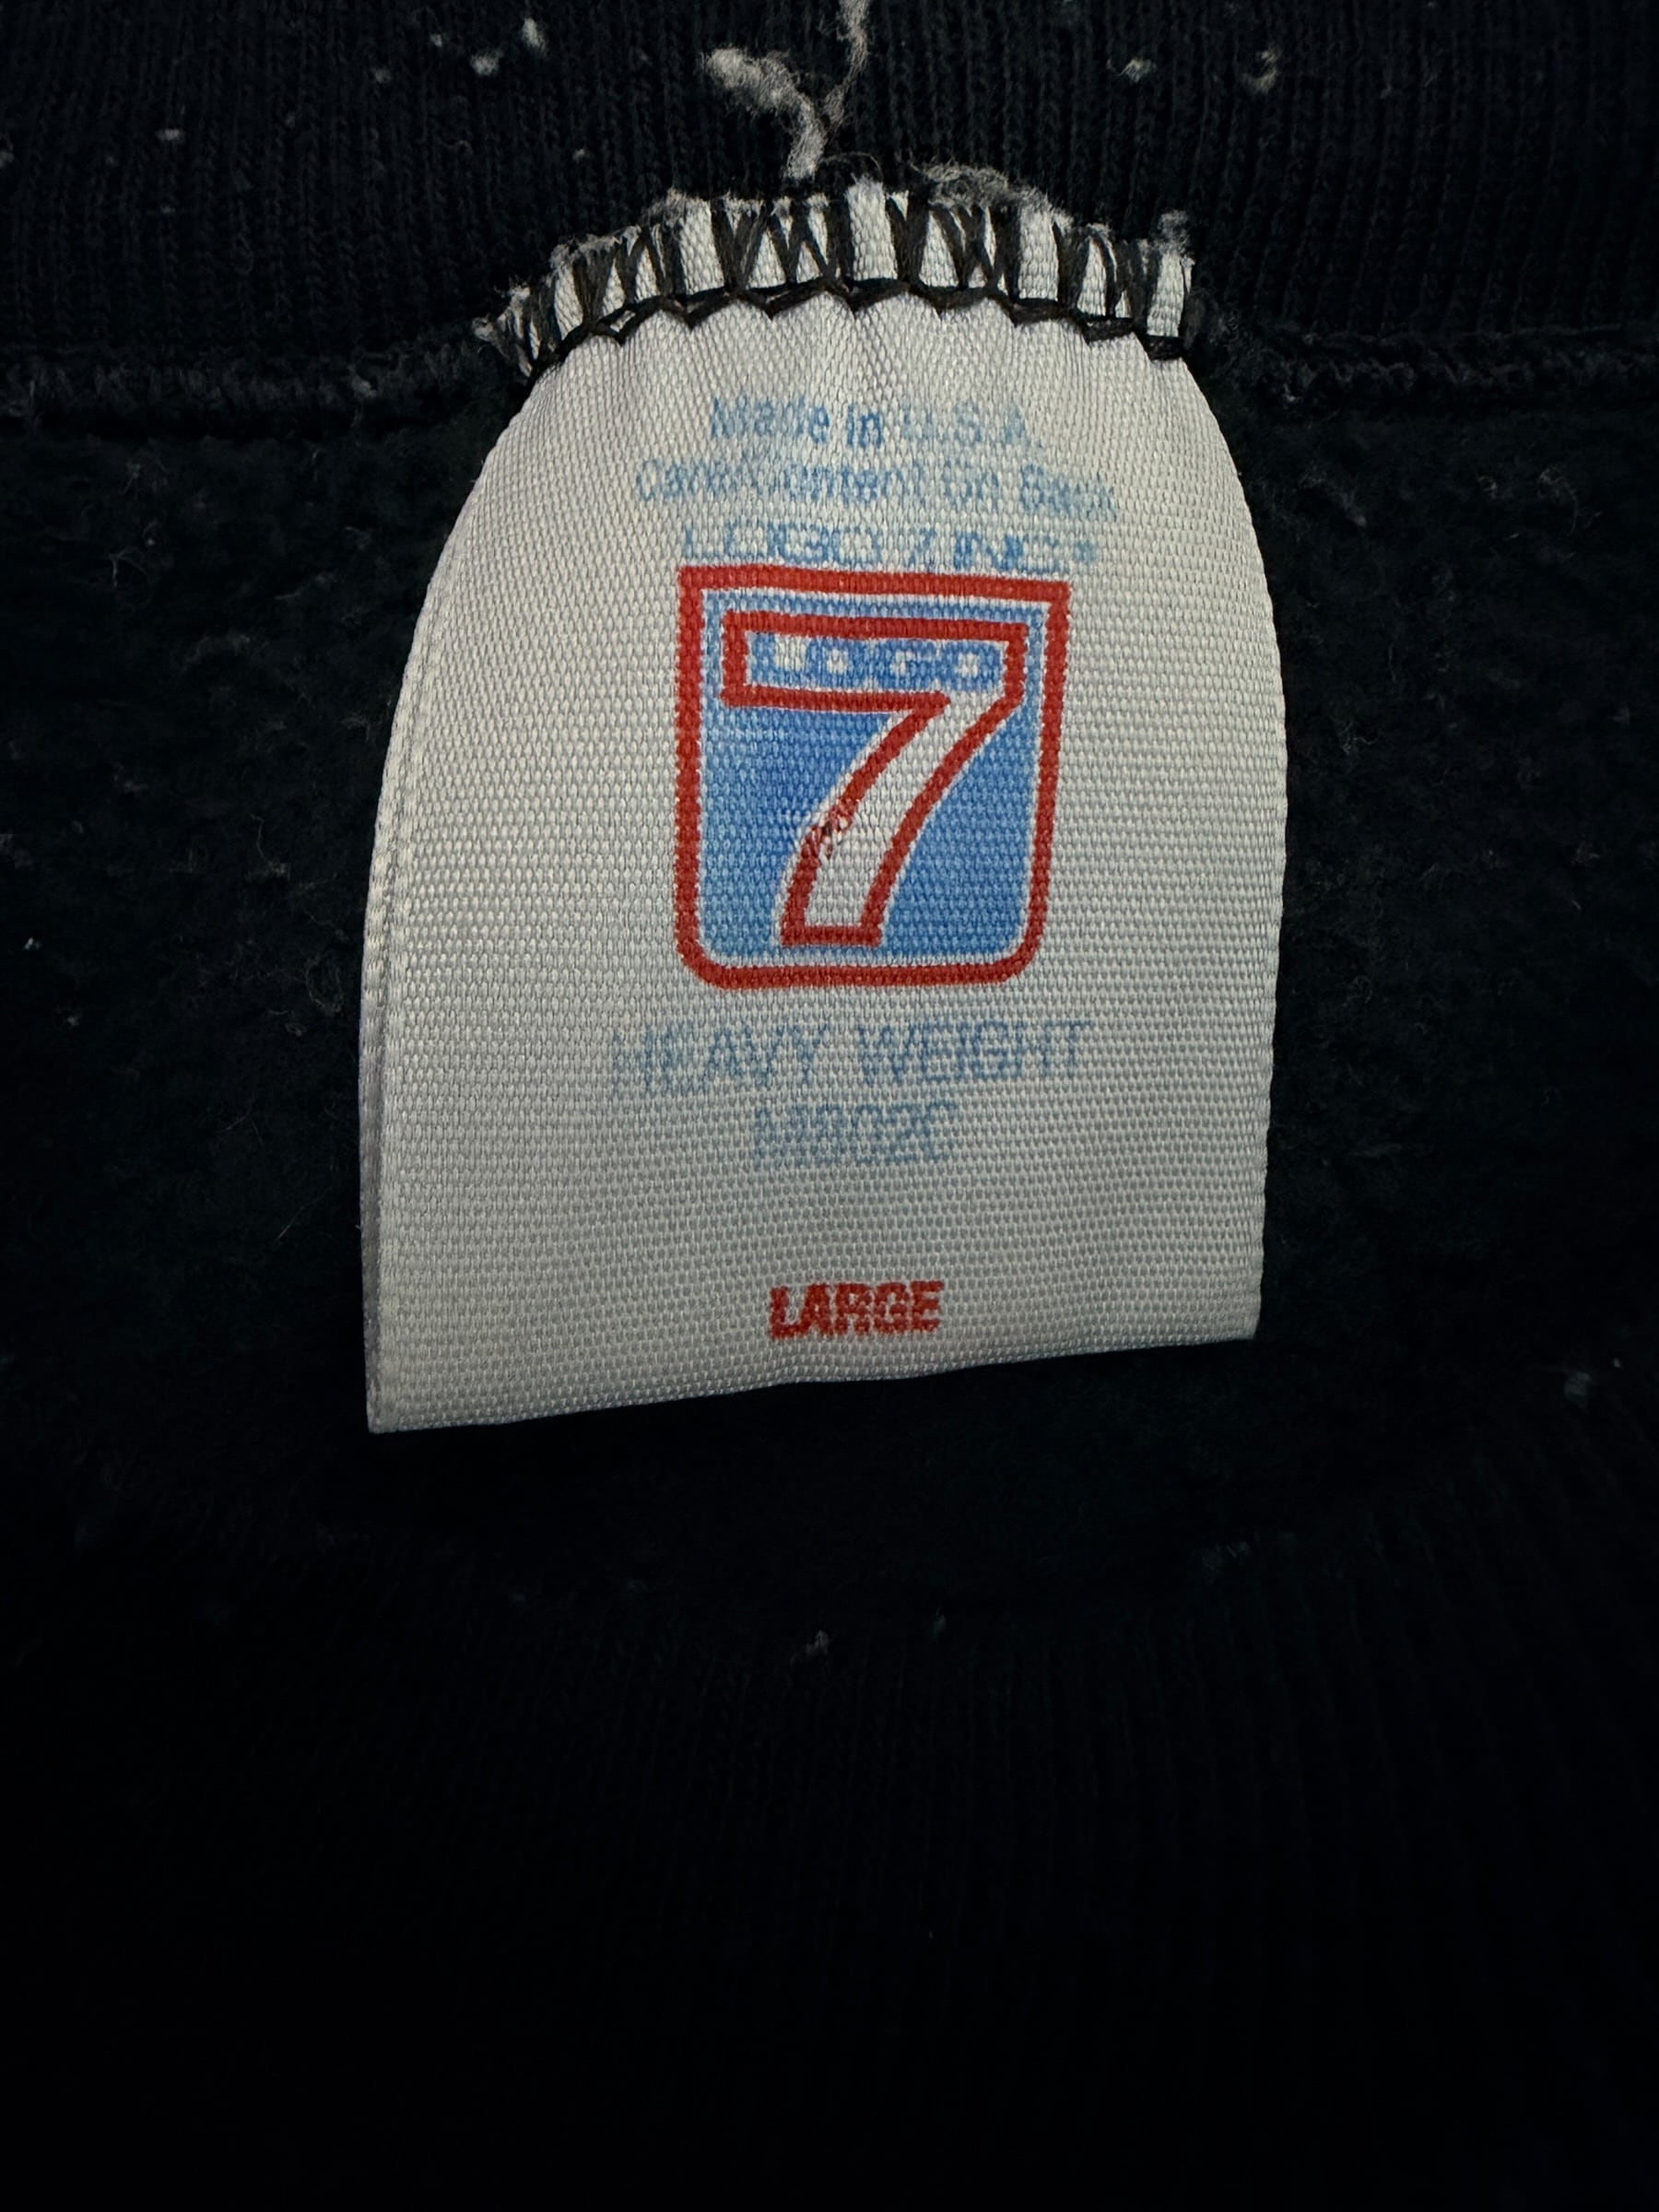 Made in U.S.A.
Care/Content On Back
LOGO 7 INC®
LOGO
7
HEAVY WEIGHT
LARGE